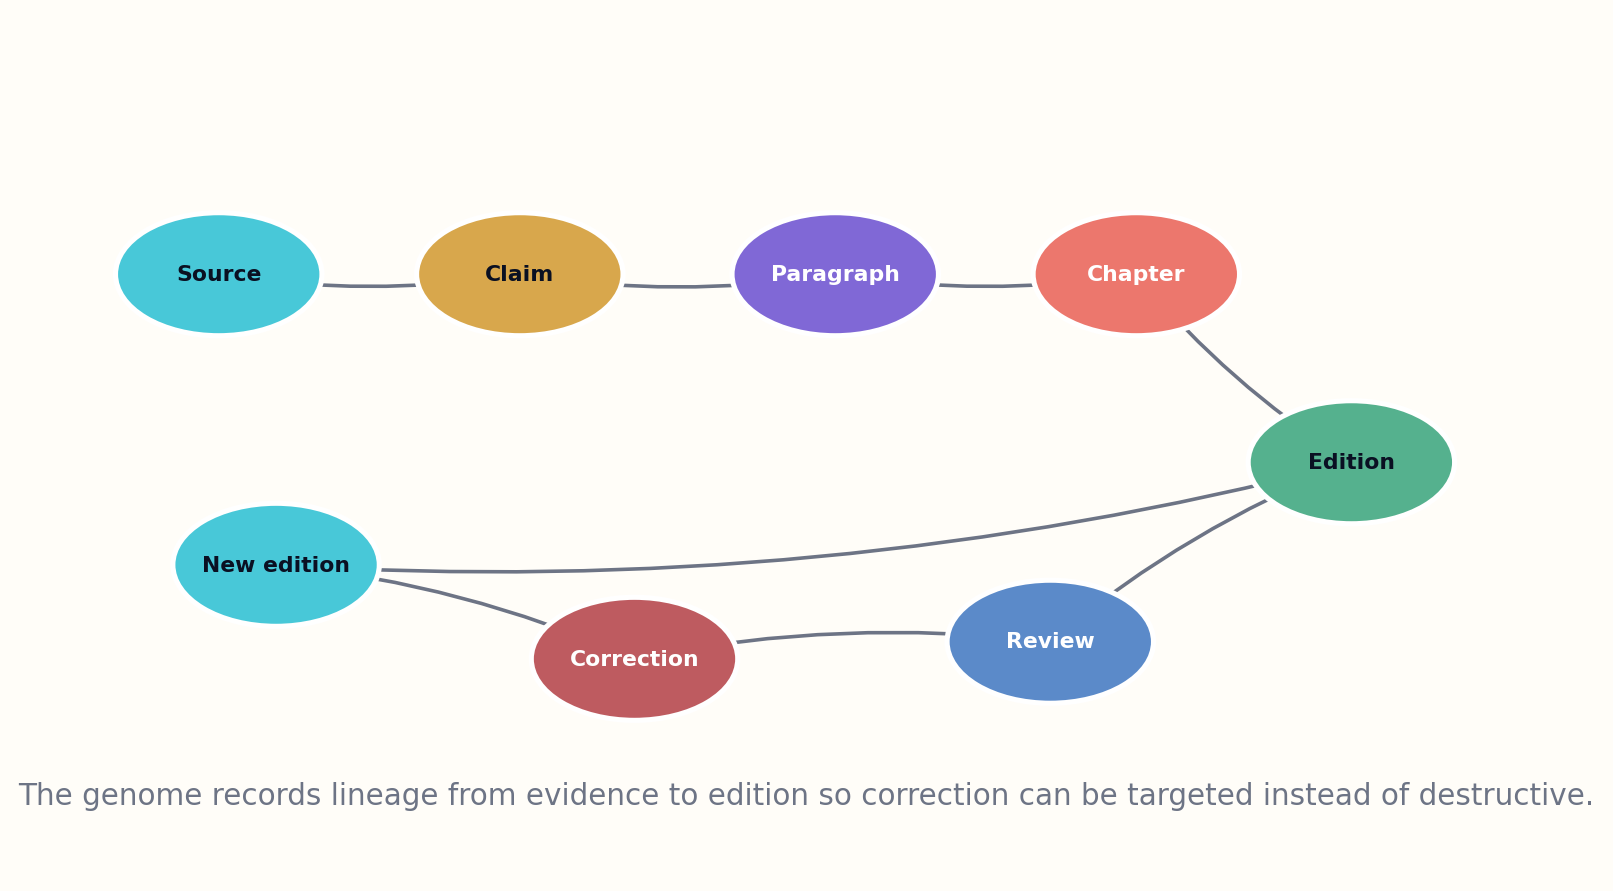 Source
Claim
Paragraph
Chapter
Edition
New edition
Review
Correction
The genome records lineage from evidence to edition so correction can be targeted instead of destructive.